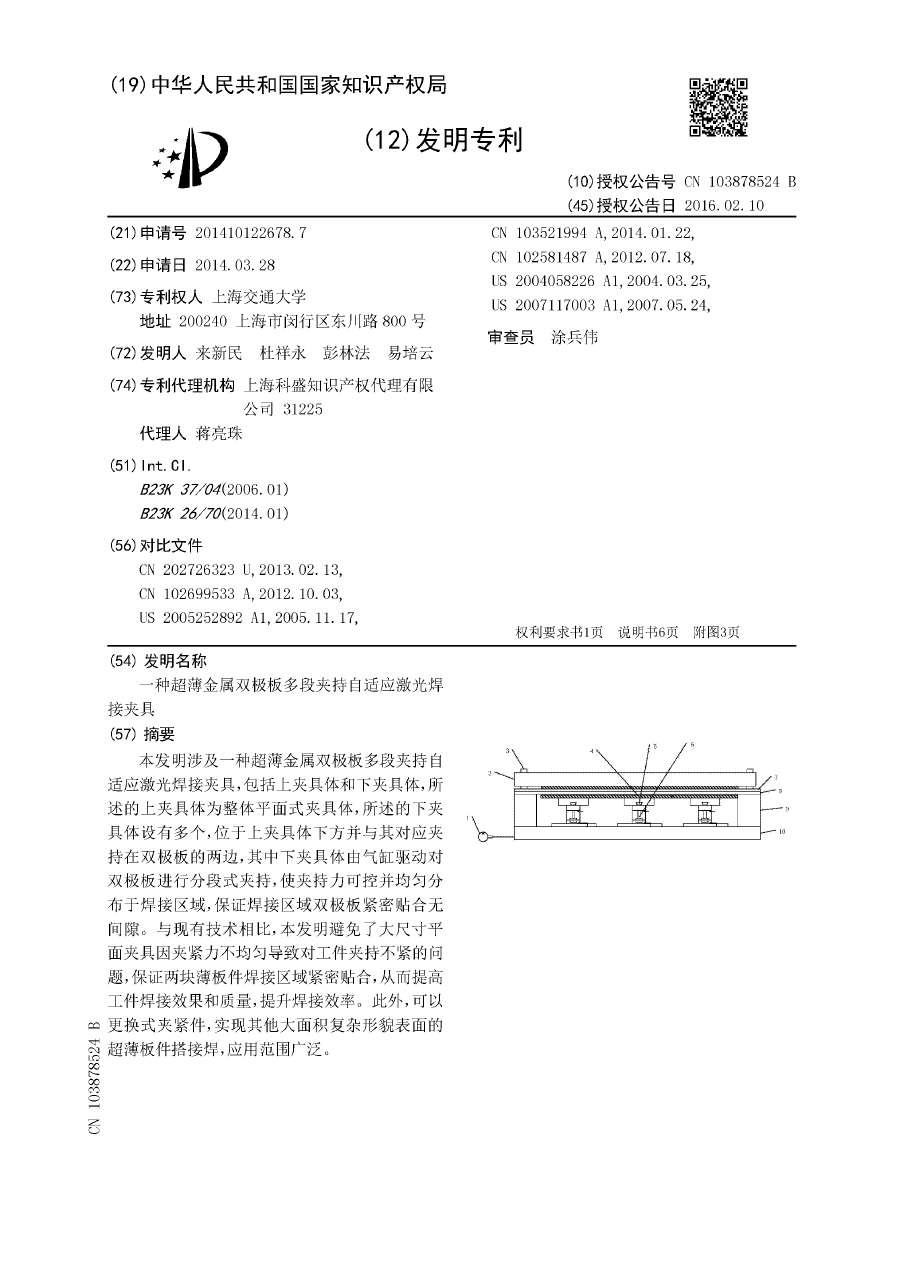 (19)中华人民共和国国家知识产权局
(12)发明专利
(10)授权公告号 CN 103878524 B
(45)授权公告日 2016.02.10
(21)申请号 201410122678.7
(22)申请日 2014.03.28
(73)专利权人 上海交通大学
地址 200240 上海市闵行区东川路800号
(72)发明人 来新民 杜祥永 彭林法 易培云
(74)专利代理机构 上海科盛知识产权代理有限
公司 31225
代理人 蒋亮珠
(51)Int.Cl.
B23K 37/04(2006.01)
B23K 26/70(2014.01)
(56)对比文件
CN 202726323 U,2013.02.13,
CN 102699533 A,2012.10.03,
US 2005252892 A1,2005.11.17,
CN 103521994 A,2014.01.22,
CN 102581487 A,2012.07.18,
US 2004058226 A1,2004.03.25,
US 2007117003 A1,2007.05.24,
审查员 涂兵伟
权利要求书1页 说明书6页 附图3页
(54)发明名称
一种超薄金属双极板多段夹持自适应激光焊
接夹具
(57)摘要
本发明涉及一种超薄金属双极板多段夹持自
适应激光焊接夹具,包括上夹具体和下夹具体,所
述的上夹具体为整体平面式夹具体,所述的下夹
具体设有多个,位于上夹具体下方并与其对应夹
持在双极板的两边,其中下夹具体由气缸驱动对
双极板进行分段式夹持,使夹持力可控并均匀分
布于焊接区域,保证焊接区域双极板紧密贴合无
间隙。与现有技术相比,本发明避免了大尺寸平
面夹具因夹紧力不均匀导致对工件夹持不紧的问
题,保证两块薄板件焊接区域紧密贴合,从而提高
工件焊接效果和质量,提升焊接效率。此外,可以
更换式夹紧件,实现其他大面积复杂形貌表面的
超薄板件搭接焊,应用范围广泛。
3
4
2
7
8
1
9
10
CN 103878524 B